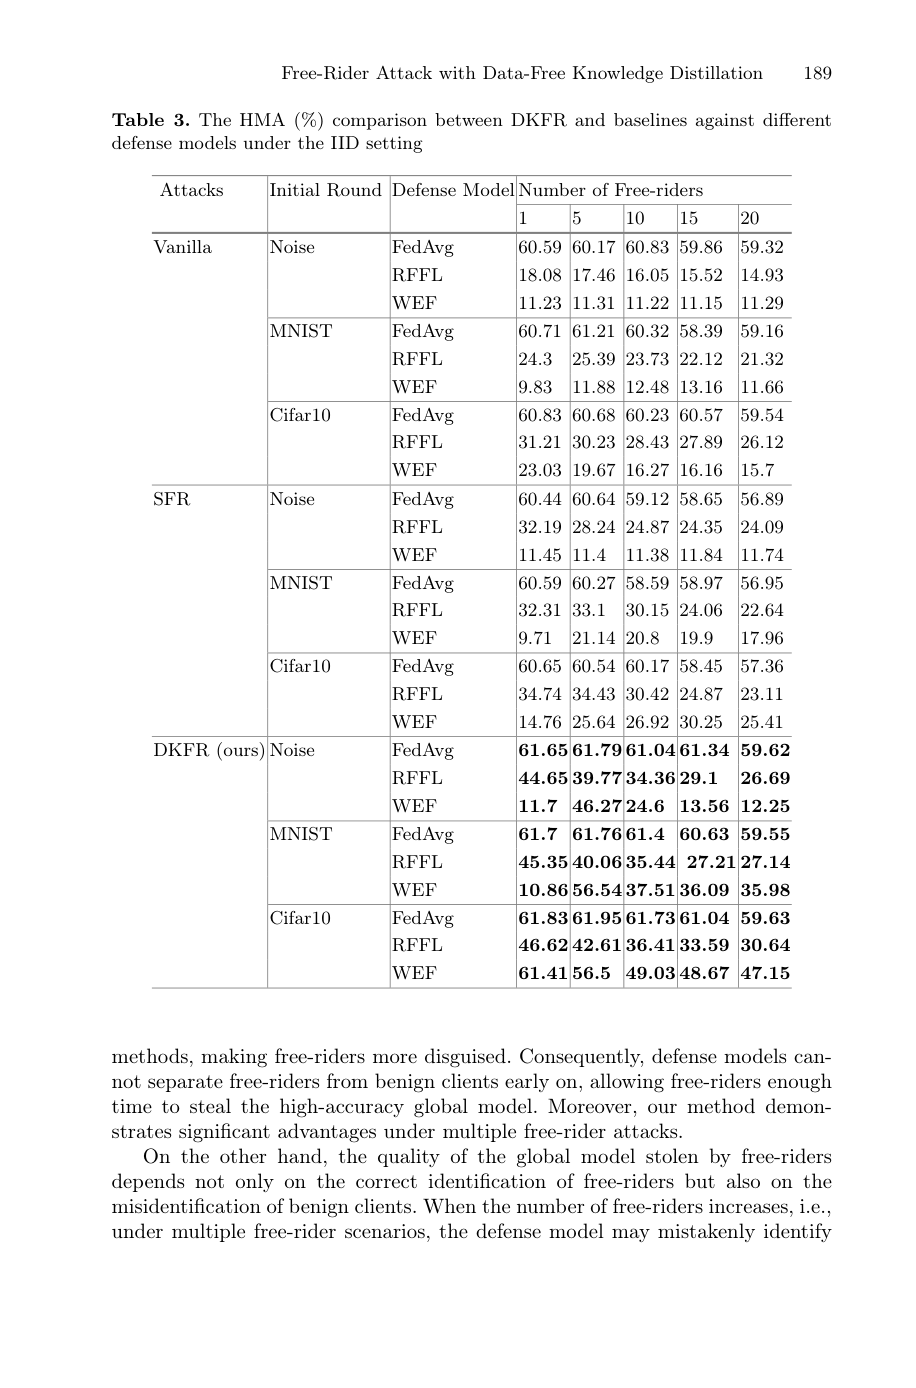 Free-Rider Attack with Data-Free Knowledge Distillation 189
Table 3. The HMA (%) comparison between DKFR and baselines against different
defense models under the IID setting
Attacks Initial Round Defense Model Number of Free-riders
1 5 10 15 20
Vanilla Noise FedAvg 60.59 60.17 60.83 59.86 59.32
RFFL 18.08 17.46 16.05 15.52 14.93
WEF 11.23 11.31 11.22 11.15 11.29
MNIST FedAvg 60.71 61.21 60.32 58.39 59.16
RFFL 24.3 25.39 23.73 22.12 21.32
WEF 9.83 11.88 12.48 13.16 11.66
Cifar10 FedAvg 60.83 60.68 60.23 60.57 59.54
RFFL 31.21 30.23 28.43 27.89 26.12
WEF 23.03 19.67 16.27 16.16 15.7
SFR Noise FedAvg 60.44 60.64 59.12 58.65 56.89
RFFL 32.19 28.24 24.87 24.35 24.09
WEF 11.45 11.4 11.38 11.84 11.74
MNIST FedAvg 60.59 60.27 58.59 58.97 56.95
RFFL 32.31 33.1 30.15 24.06 22.64
WEF 9.71 21.14 20.8 19.9 17.96
Cifar10 FedAvg 60.65 60.54 60.17 58.45 57.36
RFFL 34.74 34.43 30.42 24.87 23.11
WEF 14.76 25.64 26.92 30.25 25.41
DKFR (ours) Noise FedAvg 61.65 61.79 61.04 61.34 59.62
RFFL 44.65 39.77 34.36 29.1 26.69
WEF 11.7 46.27 24.6 13.56 12.25
MNIST FedAvg 61.7 61.76 61.4 60.63 59.55
RFFL 45.35 40.06 35.44 27.21 27.14
WEF 10.86 56.54 37.51 36.09 35.98
Cifar10 FedAvg 61.83 61.95 61.73 61.04 59.63
RFFL 46.62 42.61 36.41 33.59 30.64
WEF 61.41 56.5 49.03 48.67 47.15
methods, making free-riders more disguised. Consequently, defense models can-
not separate free-riders from benign clients early on, allowing free-riders enough
time to steal the high-accuracy global model. Moreover, our method demon-
strates significant advantages under multiple free-rider attacks.
On the other hand, the quality of the global model stolen by free-riders
depends not only on the correct identification of free-riders but also on the
misidentification of benign clients. When the number of free-riders increases, i.e.,
under multiple free-rider scenarios, the defense model may mistakenly identify